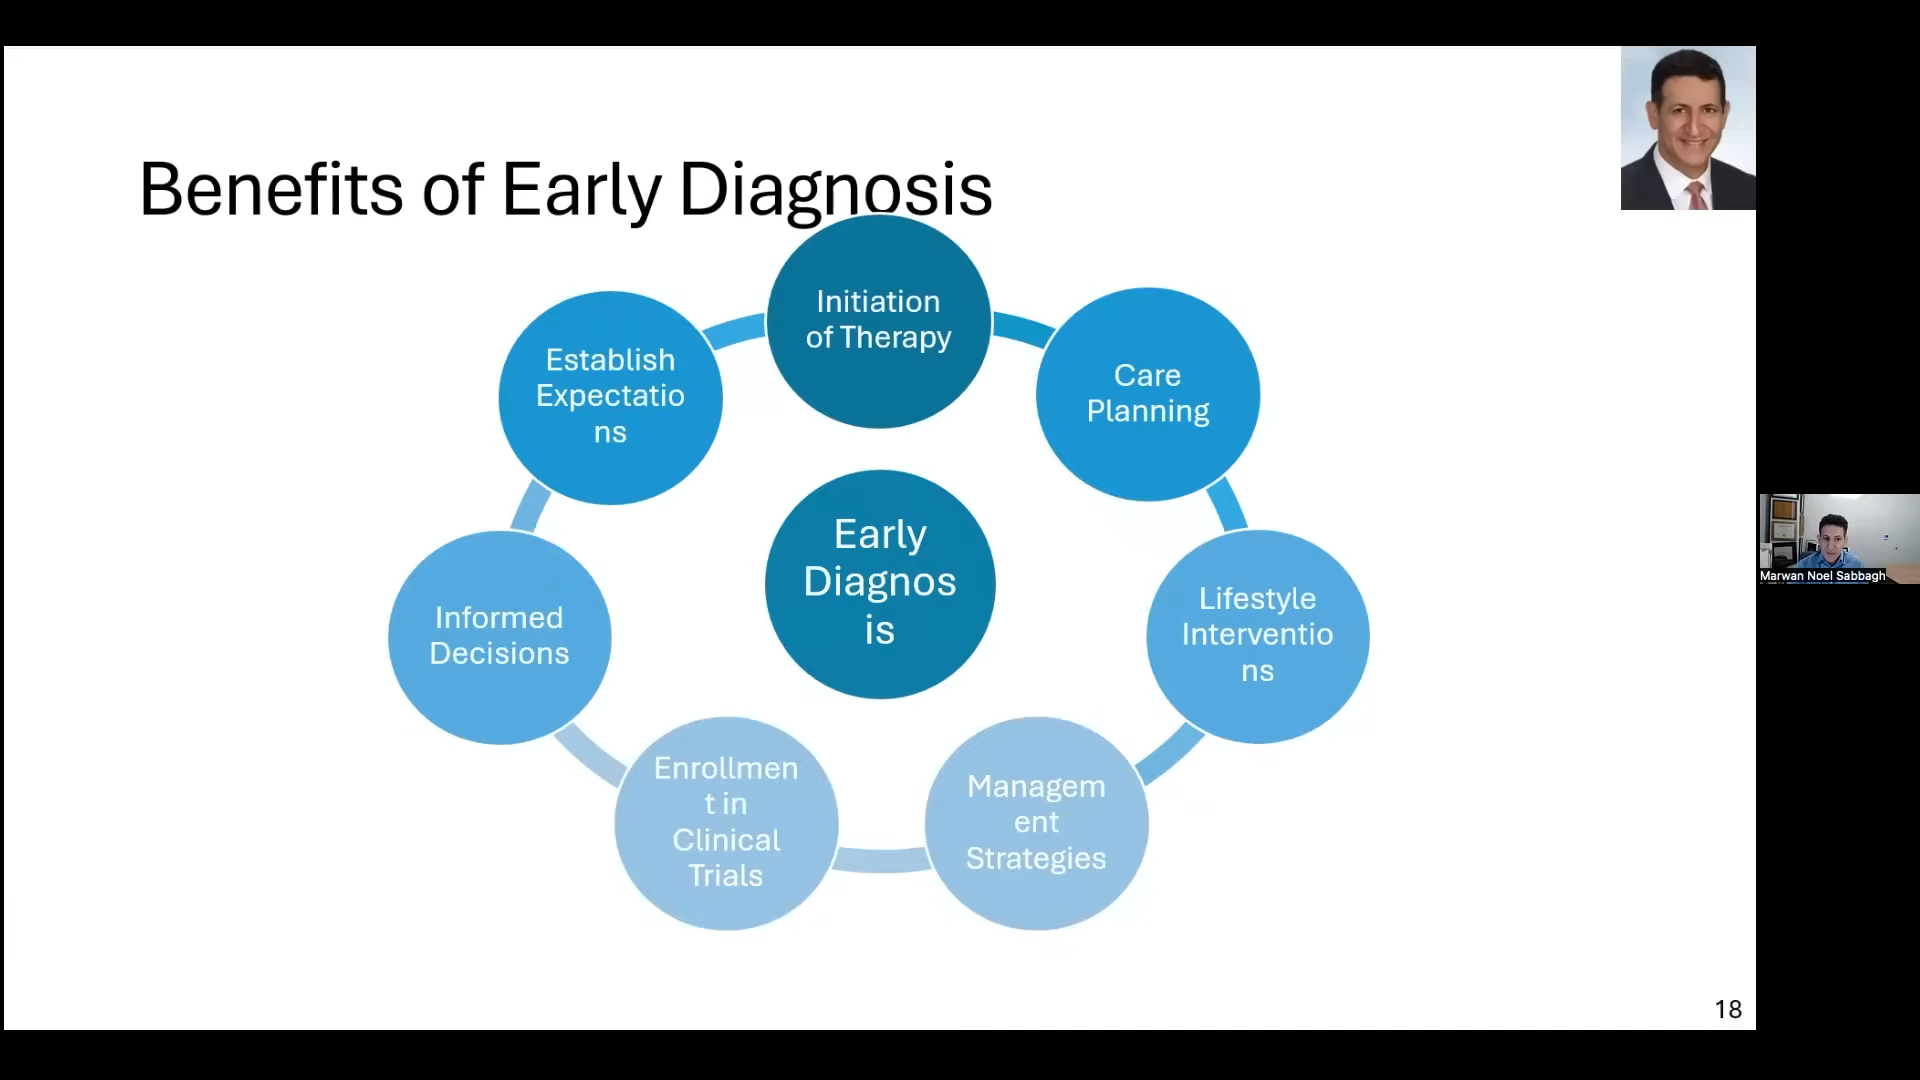 Benefits of Early Diagnosis
Initiation
of Therapy
Care
Planning
Lifestyle
Interventio
ns
Managem
ent
Strategies
Enrollmen
t in
Clinical
Trials
Informed
Decisions
Establish
Expectatio
ns
Early
Diagnos
is
Marwan Noel Sabbagh
18